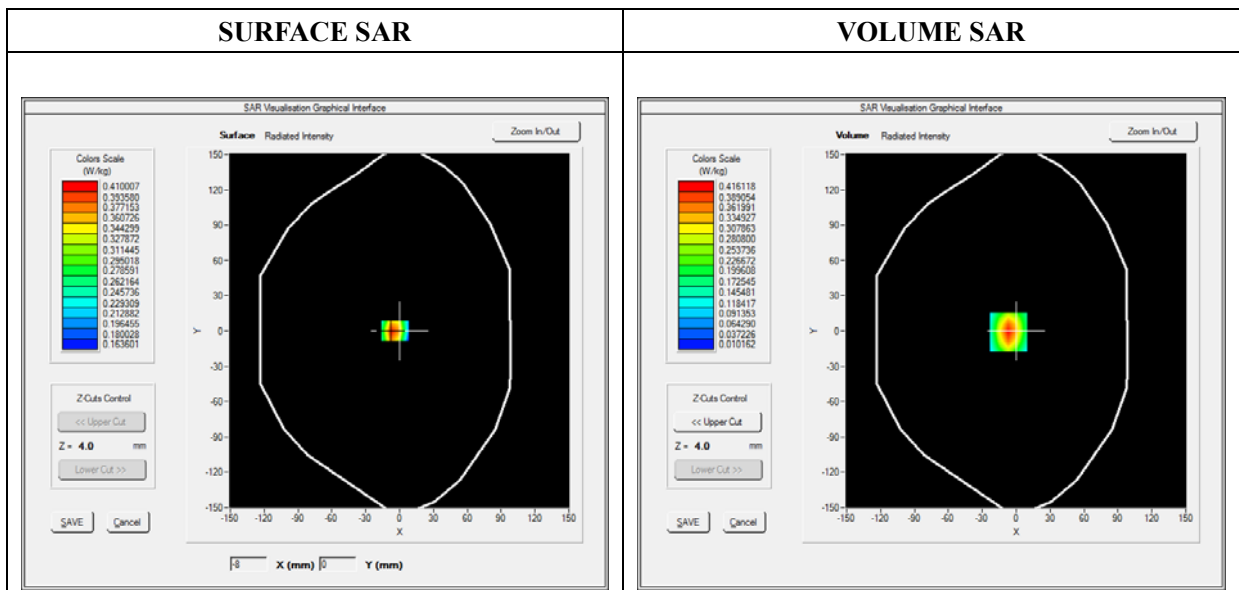 SURFACE SAR
VOLUME SAR
SAR Visualisation Graphical Interface
Surface Radiated Intensity
Zoom In/Out
Colors Scale
(W/kg)
0.410007
0.393580
0.377153
0.360726
0.344299
0.327872
0.311445
0.295018
0.278591
0.262164
0.245736
0.229309
0.212882
0.196455
0.180028
0.163601
150
120
90
60
30
0
-30
-60
-90
-120
-150
Y
-150 -120 -90 -60 -30 0 30 60 90 120 150
X
Z-Cuts Control
<< Upper Cut
Z = 4.0 mm
Lower Cut >>
SAVE Cancel
-8 X (mm) 0 Y (mm)
SAR Visualisation Graphical Interface
Volume Radiated Intensity
Zoom In/Out
Colors Scale
(W/kg)
0.416118
0.389054
0.361991
0.334927
0.307863
0.280800
0.253736
0.226672
0.199608
0.172545
0.145481
0.118417
0.091353
0.064290
0.037226
0.010162
150
120
90
60
30
0
-30
-60
-90
-120
-150
Y
-150 -120 -90 -60 -30 0 30 60 90 120 150
X
Z-Cuts Control
<< Upper Cut
Z = 4.0 mm
Lower Cut >>
SAVE Cancel